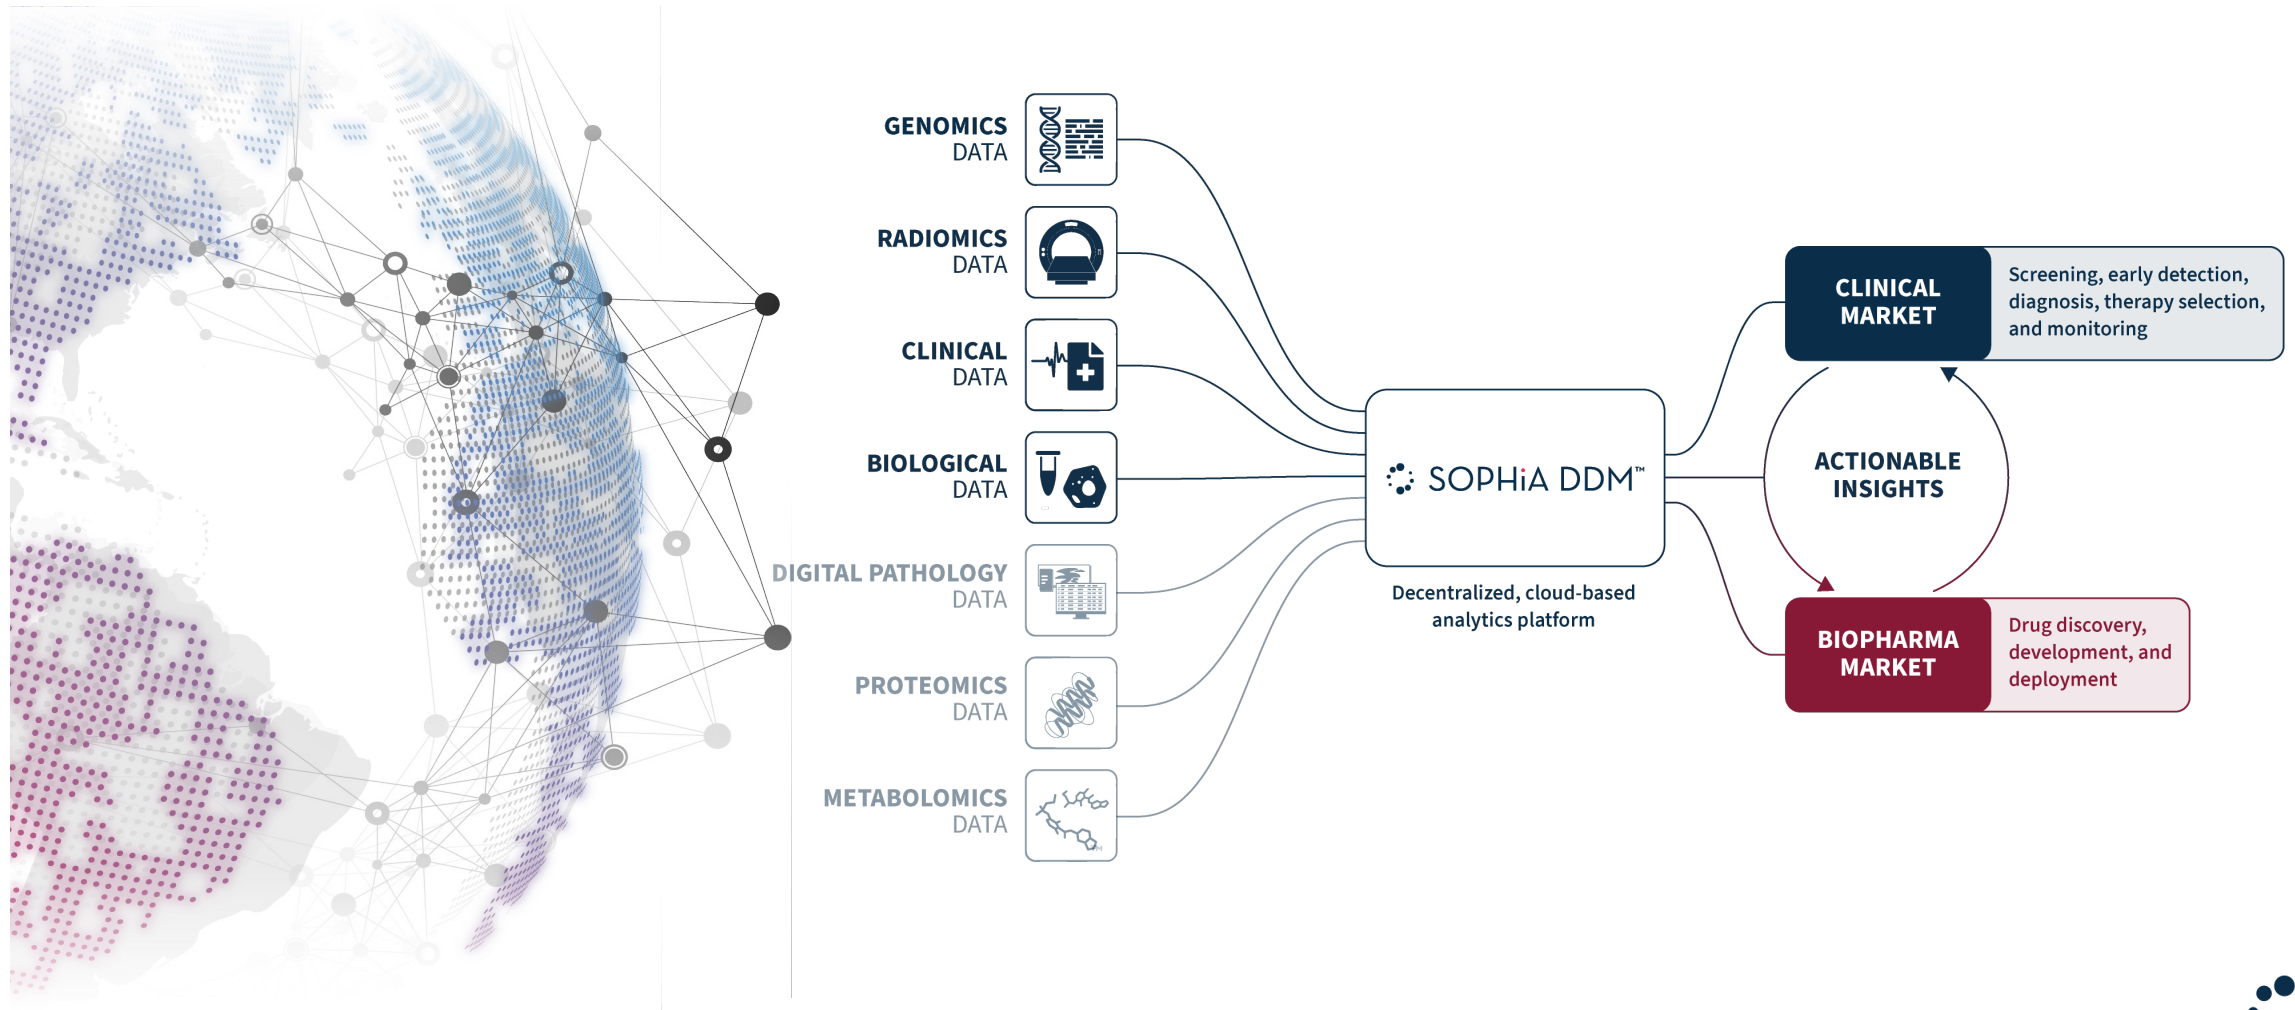 GENOMICS
DATA
RADIOMICS
DATA
CLINICAL
DATA
BIOLOGICAL
DATA
DIGITAL PATHOLOGY
DATA
PROTEOMICS
DATA
METABOLOMICS
DATA
SOPHiA DDM™
Decentralized, cloud-based
analytics platform
CLINICAL
MARKET
Screening, early detection,
diagnosis, therapy selection,
and monitoring
ACTIONABLE
INSIGHTS
BIOPHARMA
MARKET
Drug discovery,
development, and
deployment